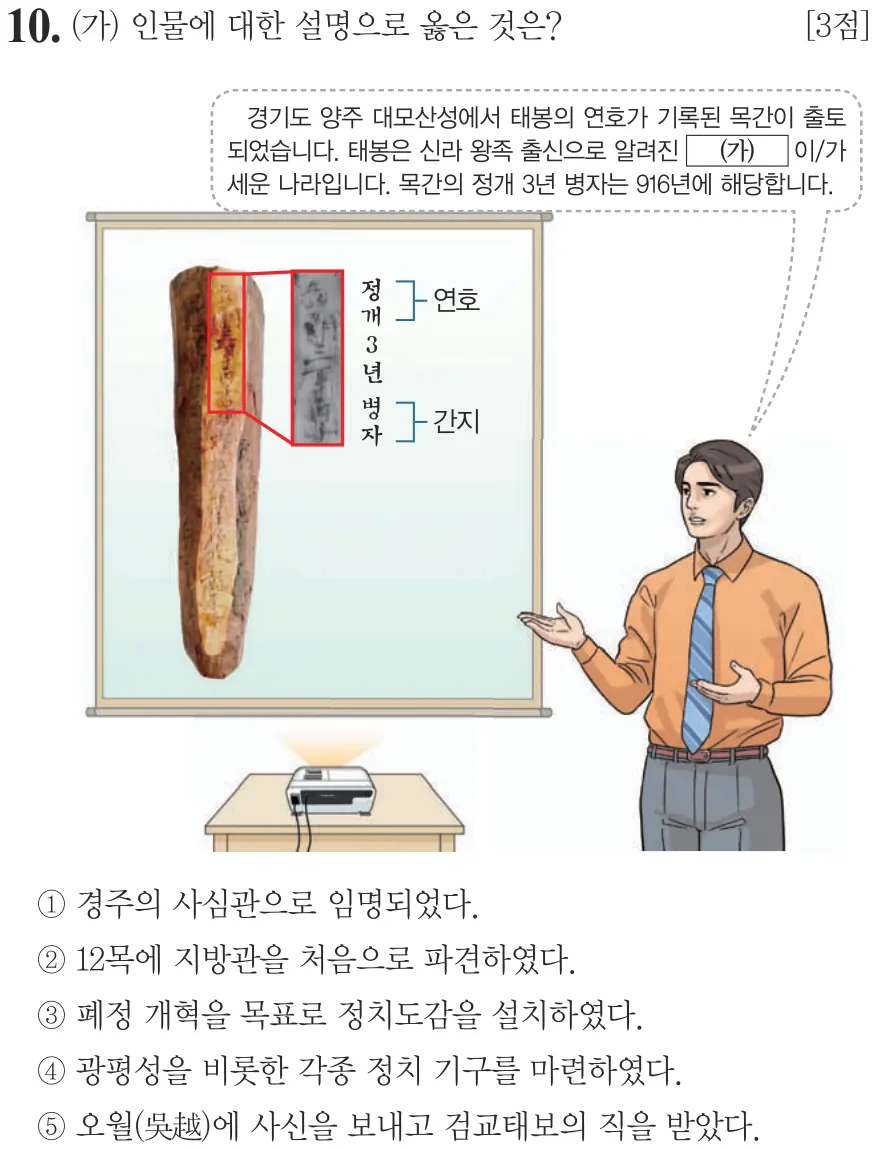 10. (가) 인물에 대한 설명으로 옳은 것은? [3점]
경기도 양주 대모산성에서 태봉의 연호가 기록된 목간이 출토
되었습니다. 태봉은 신라 왕족 출신으로 알려진 (가) 이/가
세운 나라입니다. 목간의 정개 3년 병자는 916년에 해당합니다.
정개3년 병자
연호
간지
① 경주의 사심관으로 임명되었다.
② 12목에 지방관을 처음으로 파견하였다.
③ 폐정 개혁을 목표로 정치도감을 설치하였다.
④ 광평성을 비롯한 각종 정치 기구를 마련하였다.
⑤ 오월(吳越)에 사신을 보내고 검교태보의 직을 받았다.